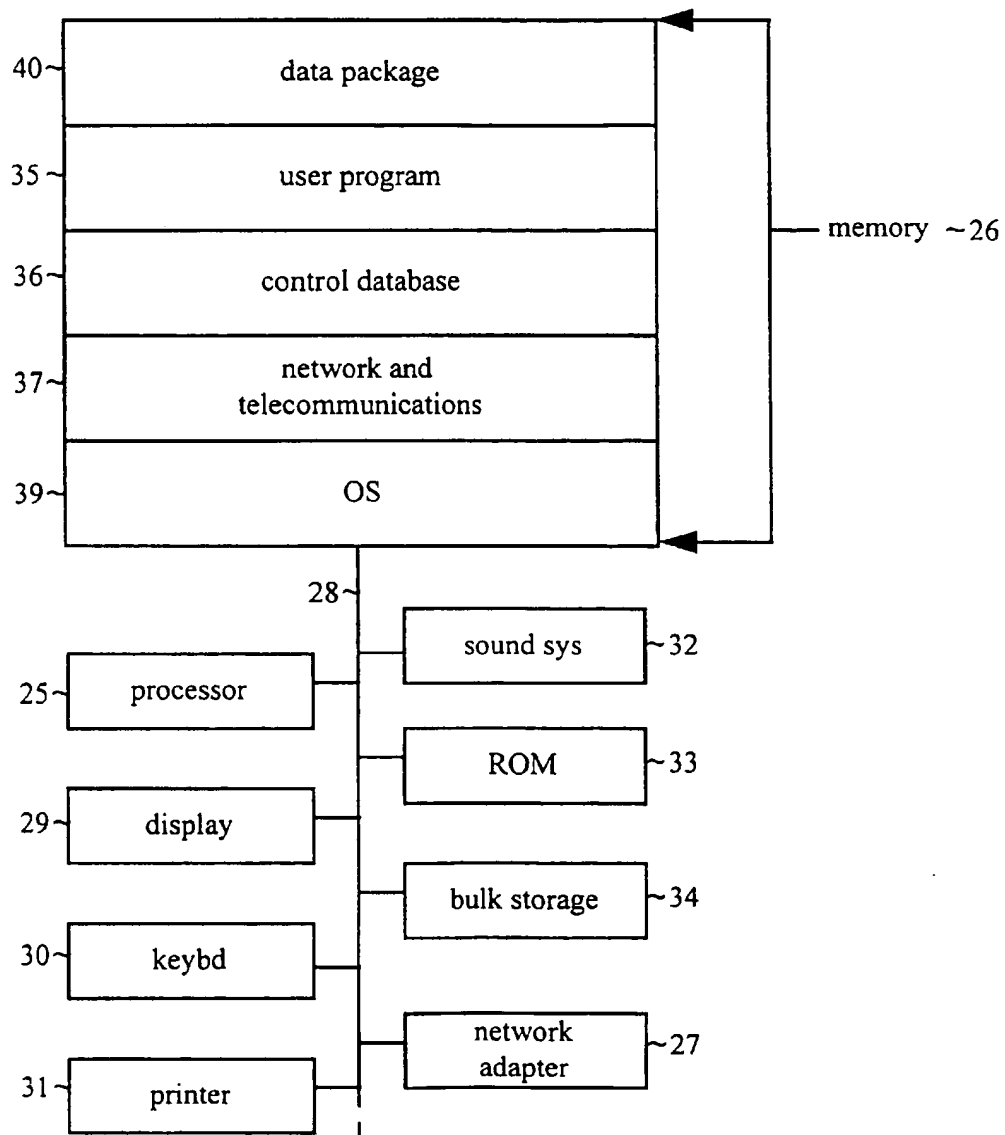 40~ data package
35~ user program
memory ~26
36~ control database
37~ network and
telecommunications
39~ OS
28~
sound sys ~32
25~ processor
ROM ~33
29~ display
bulk storage ~34
30~ keybd
network
adapter ~27
31~ printer